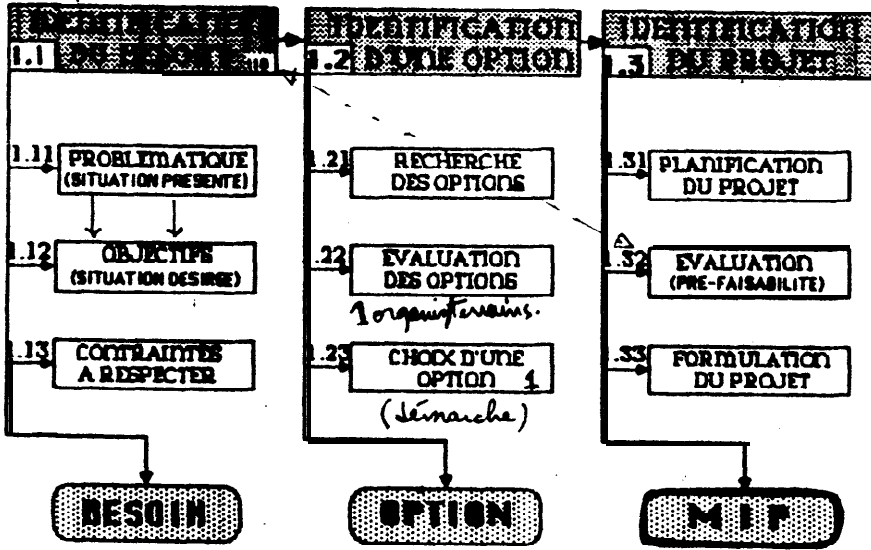 IDENTIFICATION
DU BESOIN
1.1
1.11
PROBLEMATIQUE
(SITUATION PRESENTE)
1.12
OBJECTIFS
(SITUATION DESIREE)
1.13
CONTRAINTES
A RESPECTER
BESOIN
IDENTIFICATION
D'UNE OPTION
1.2
1.21
RECHERCHE
DES OPTIONS
1.22
EVALUATION
DES OPTIONS
1.23
CHOIX D'UNE
OPTION 1
(démarche)
OPTION
IDENTIFICATION
DU PROJET
1.3
1.31
PLANIFICATION
DU PROJET
1.32
EVALUATION
(PRE-FAISABILITE)
1.33
FORMULATION
DU PROJET
MIP